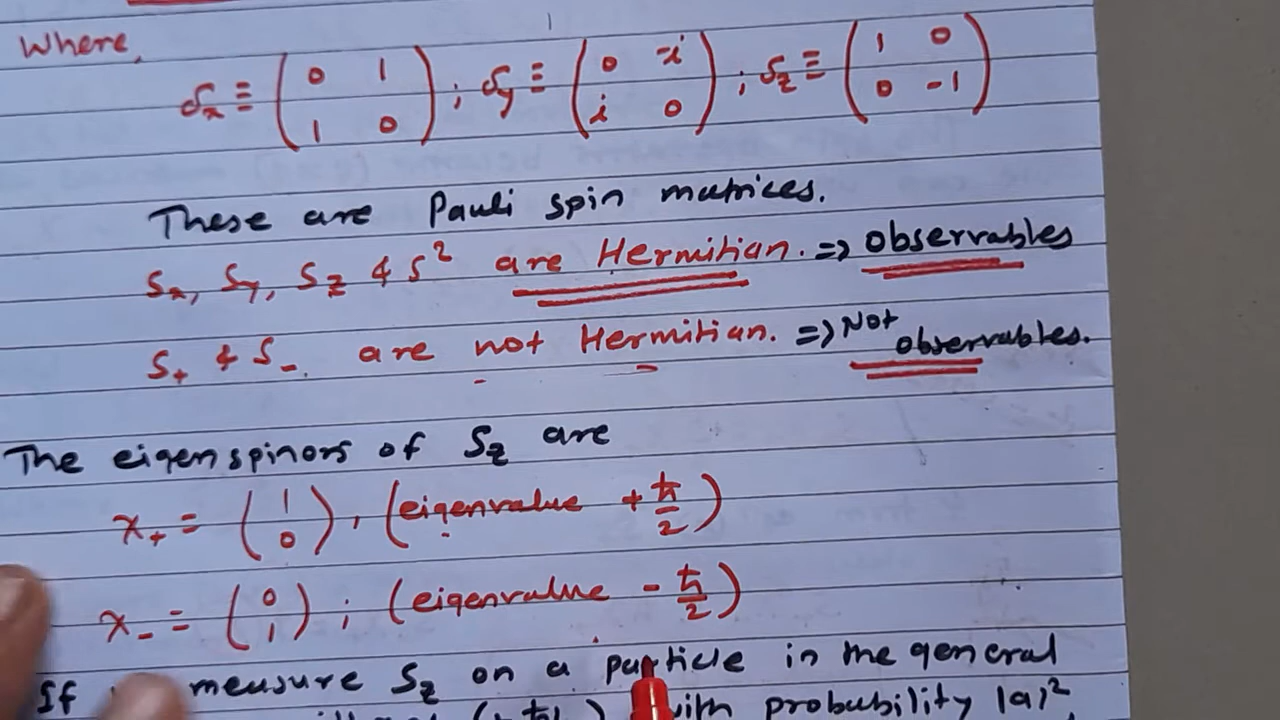 Where,
σx ≡ (0 1 / 1 0) ; σy ≡ (0 -i / i 0) ; σz ≡ (1 0 / 0 -1)
These are Pauli spin matrices.
Sx, Sy, Sz & S² are Hermitian. => Observables
S+ & S- are not Hermitian. => Not observables.
The eigenspinors of Sz are
χ+ = (1 / 0), (eigenvalue + ħ/2)
χ- = (0 / 1) ; (eigenvalue - ħ/2)
If measure Sz on a particle in the general
with probability |a|²,